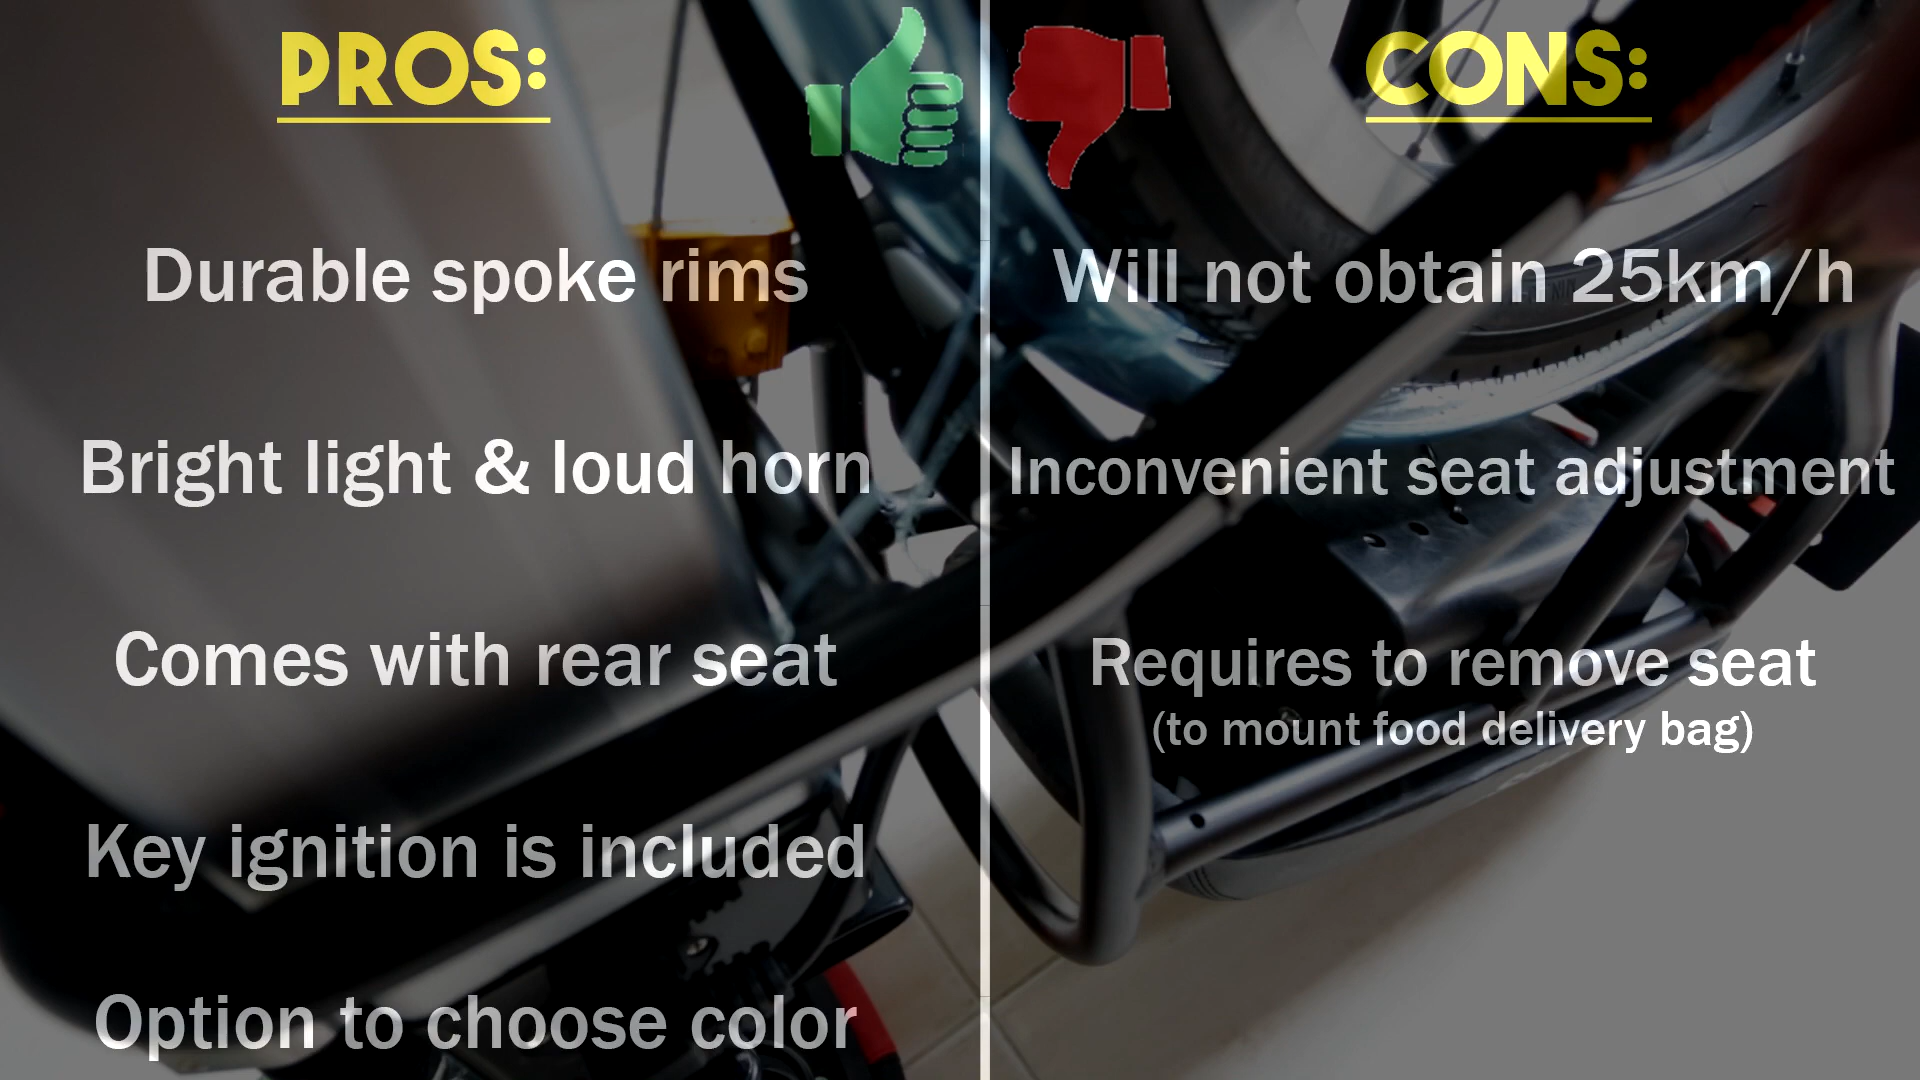 PROS:
Durable spoke rims
Bright light & loud horn
Comes with rear seat
Key ignition is included
Option to choose color
CONS:
Will not obtain 25km/h
Inconvenient seat adjustment
Requires to remove seat
(to mount food delivery bag)